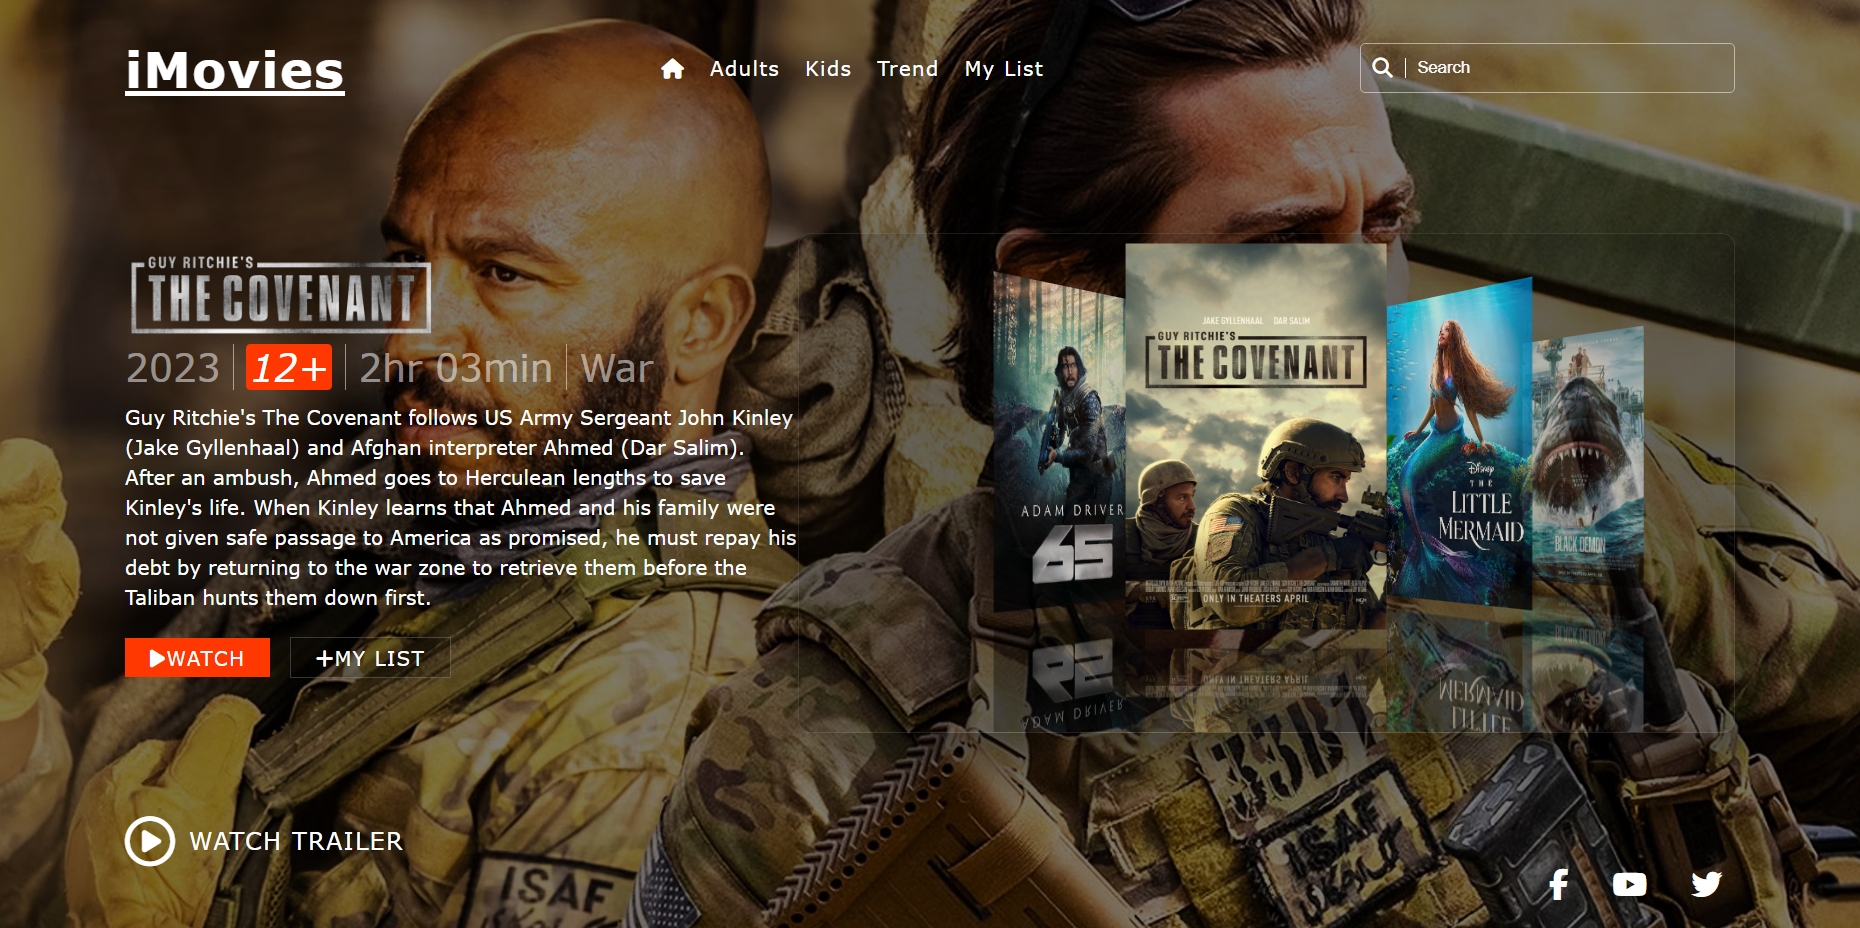 iMovies
Adults
Kids
Trend
My List
Search
GUY RITCHIE'S
THE COVENANT
2023
12+
2hr 03min
War
Guy Ritchie's The Covenant follows US Army Sergeant John Kinley
(Jake Gyllenhaal) and Afghan interpreter Ahmed (Dar Salim).
After an ambush, Ahmed goes to Herculean lengths to save
Kinley's life. When Kinley learns that Ahmed and his family were
not given safe passage to America as promised, he must repay his
debt by returning to the war zone to retrieve them before the
Taliban hunts them down first.
WATCH
MY LIST
ADAM DRIVER
65
JAKE GYLLENHAAL DAR SALIM
GUY RITCHIE'S
THE COVENANT
ONLY IN THEATERS APRIL
Disney
THE
LITTLE
MERMAID
BLACK DEMON
WATCH TRAILER
ISAF
ISAF